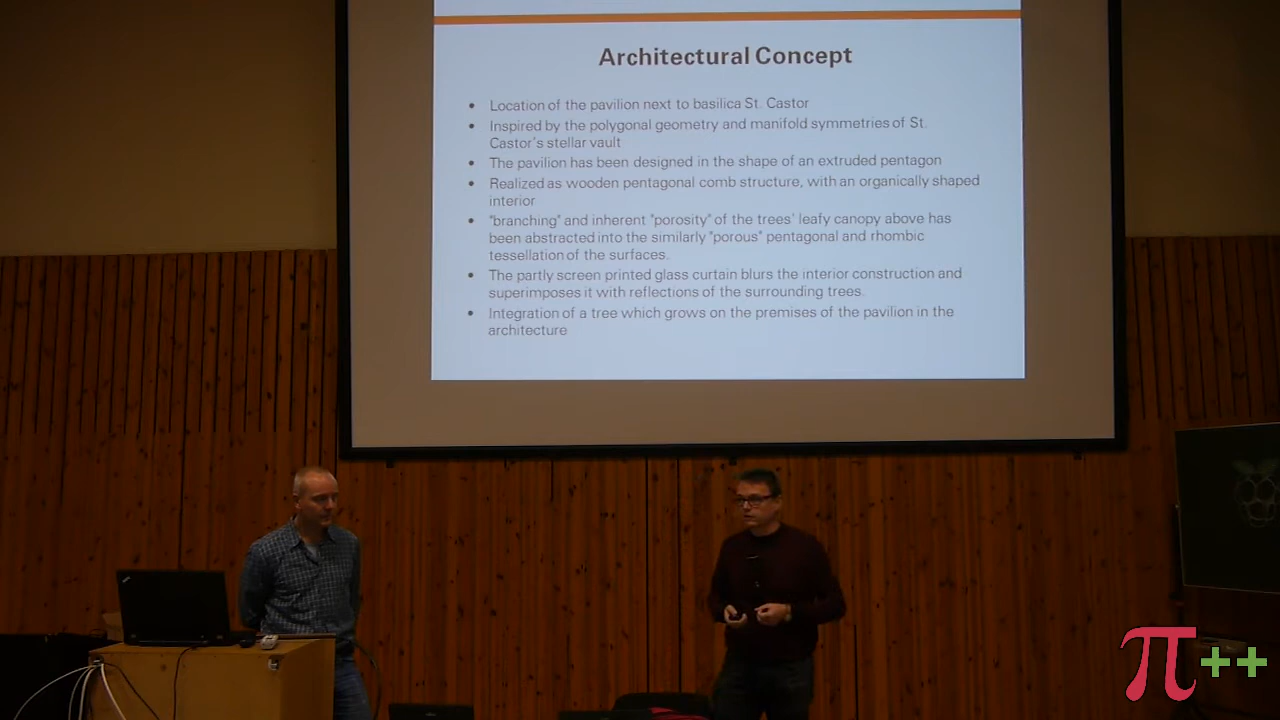 Architectural Concept
• Location of the pavilion next to basilica St. Castor
• Inspired by the polygonal geometry and manifold symmetries of St.
Castor's stellar vault
• The pavilion has been designed in the shape of an extruded pentagon
• Realized as wooden pentagonal comb structure, with an organically shaped
interior
• "branching" and inherent "porosity" of the trees' leafy canopy above has
been abstracted into the similarly "porous" pentagonal and rhombic
tessellation of the surfaces.
• The partly screen printed glass curtain blurs the interior construction and
superimposes it with reflections of the surrounding trees.
• Integration of a tree which grows on the premises of the pavilion in the
architecture
π++